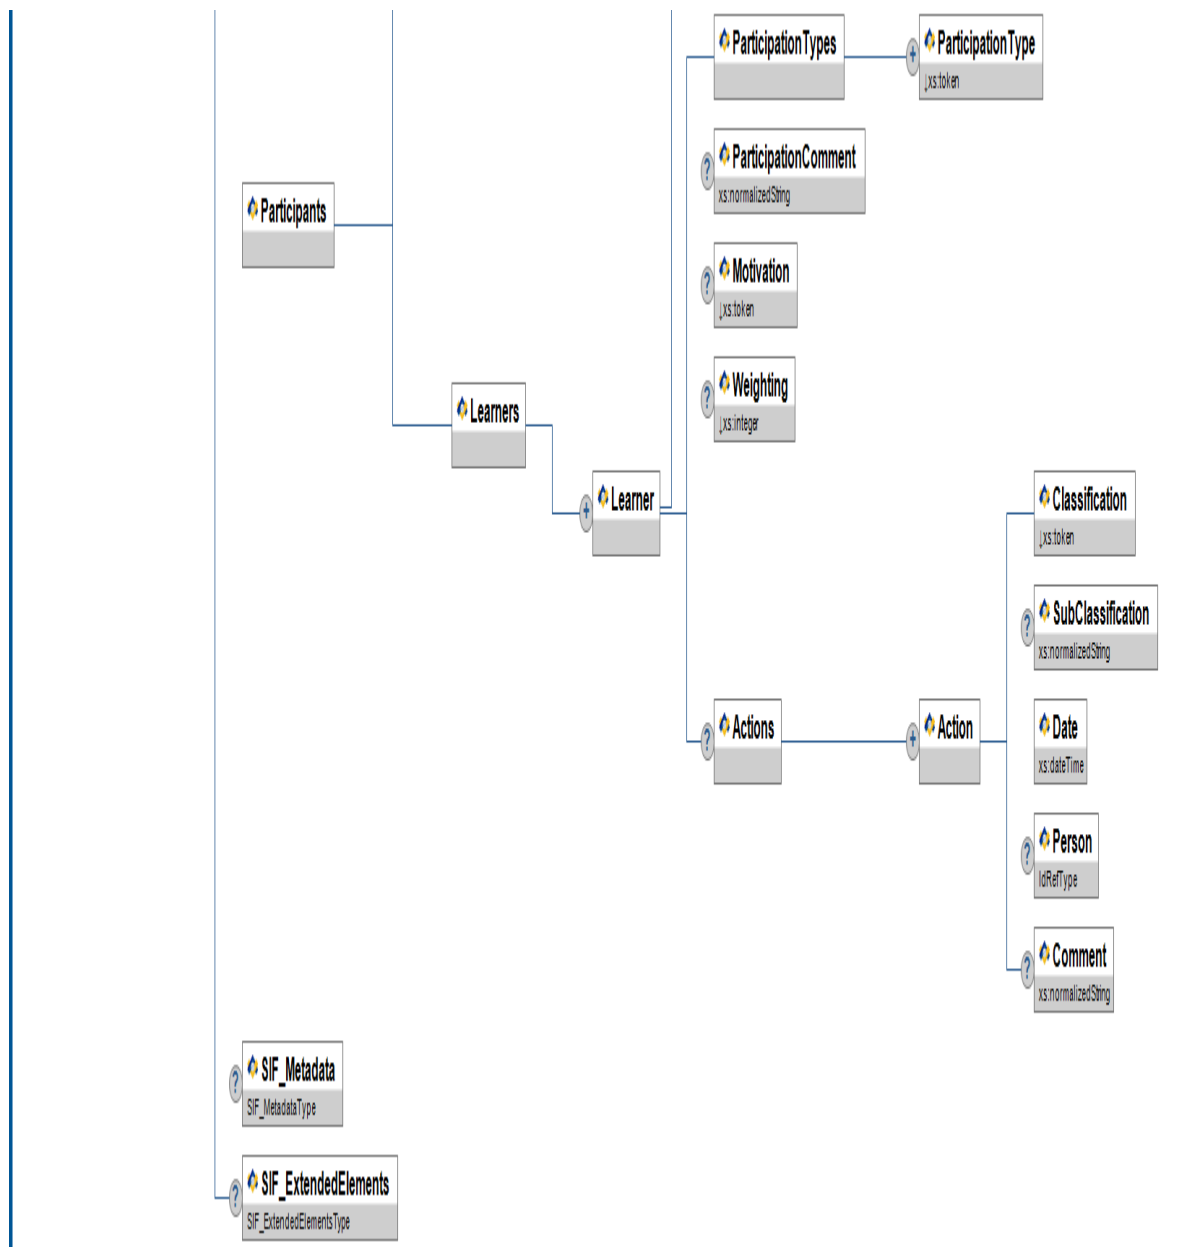 ParticipationTypes
ParticipationType
xs:token
ParticipationComment
xs:normalizedString
Participants
Motivation
xs:token
Weighting
xs:integer
Learners
Learner
Classification
xs:token
SubClassification
xs:normalizedString
Actions
Action
Date
xs:dateTime
Person
IdRefType
Comment
xs:normalizedString
SIF_Metadata
SIF_MetadataType
SIF_ExtendedElements
SIF_ExtendedElementsType